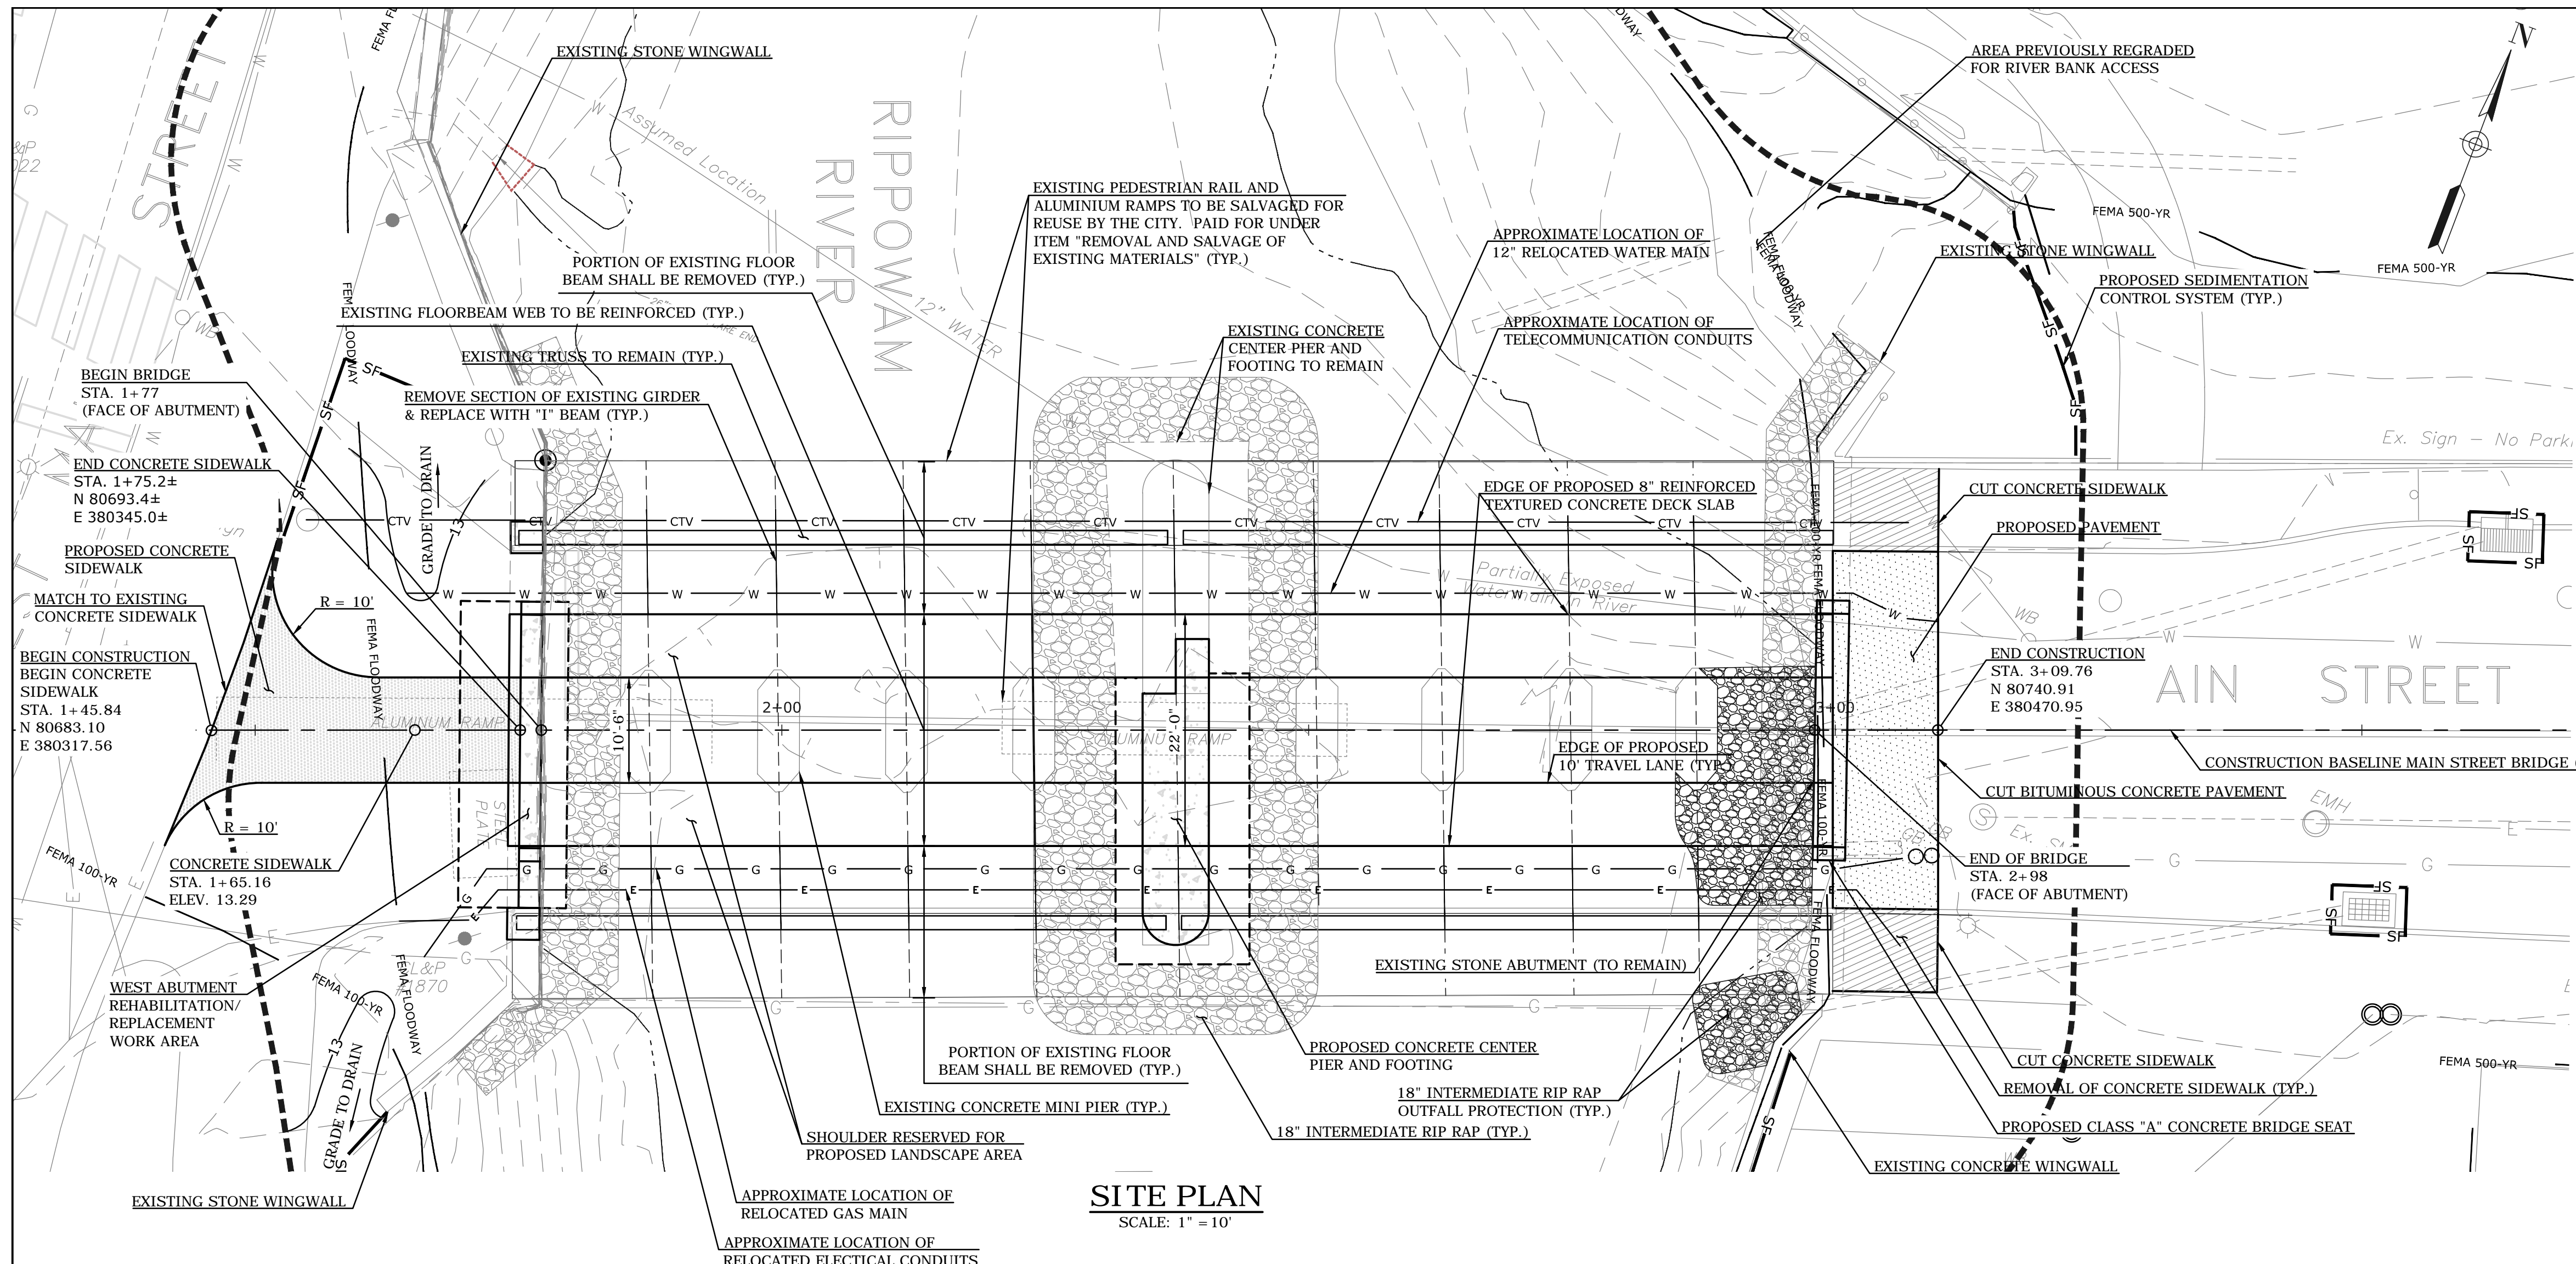 EXISTING STONE WINGWALL
AREA PREVIOUSLY REGRADED
FOR RIVER BANK ACCESS
N
STREET
RIPPOWAM
RIVER
Assumed Location
12" WATER
EXISTING PEDESTRIAN RAIL AND
ALUMINIUM RAMPS TO BE SALVAGED FOR
REUSE BY THE CITY. PAID FOR UNDER
ITEM "REMOVAL AND SALVAGE OF
EXISTING MATERIALS" (TYP.)
APPROXIMATE LOCATION OF
12" RELOCATED WATER MAIN
FEMA 500-YR
EXISTING STONE WINGWALL
FEMA 500-YR
PROPOSED SEDIMENTATION
CONTROL SYSTEM (TYP.)
PORTION OF EXISTING FLOOR
BEAM SHALL BE REMOVED (TYP.)
EXISTING FLOORBEAM WEB TO BE REINFORCED (TYP.)
EXISTING TRUSS TO REMAIN (TYP.)
REMOVE SECTION OF EXISTING GIRDER
& REPLACE WITH "I" BEAM (TYP.)
EXISTING CONCRETE
CENTER PIER AND
FOOTING TO REMAIN
APPROXIMATE LOCATION OF
TELECOMMUNICATION CONDUITS
BEGIN BRIDGE
STA. 1+77
(FACE OF ABUTMENT)
END CONCRETE SIDEWALK
STA. 1+75.2±
N 80693.4±
E 380345.0±
PROPOSED CONCRETE
SIDEWALK
MATCH TO EXISTING
CONCRETE SIDEWALK
BEGIN CONSTRUCTION
BEGIN CONCRETE
SIDEWALK
STA. 1+45.84
N 80683.10
E 380317.56
R = 10'
R = 10'
GRADE TO DRAIN
13
FEMA FLOODWAY
FEMA FLOODWAY
EDGE OF PROPOSED 8" REINFORCED
TEXTURED CONCRETE DECK SLAB
Partially Exposed
Watermain in River
Ex. Sign - No Parki
CUT CONCRETE SIDEWALK
PROPOSED PAVEMENT
END CONSTRUCTION
STA. 3+09.76
N 80740.91
E 380470.95
AIN STREET
2+00
3+00
10'-6"
22'-0"
ALUMINUM RAMP
ALUMINUM RAMP
STEEL
PLATE
EDGE OF PROPOSED
10' TRAVEL LANE (TYP.)
CONSTRUCTION BASELINE MAIN STREET BRIDGE
CUT BITUMINOUS CONCRETE PAVEMENT
EMH
END OF BRIDGE
STA. 2+98
(FACE OF ABUTMENT)
FEMA 100-YR
CONCRETE SIDEWALK
STA. 1+65.16
ELEV. 13.29
WEST ABUTMENT
REHABILITATION/
REPLACEMENT
WORK AREA
FEMA 100-YR
FEMA FLOODWAY
13
GRADE TO DRAIN
EXISTING STONE WINGWALL
EXISTING STONE ABUTMENT (TO REMAIN)
PORTION OF EXISTING FLOOR
BEAM SHALL BE REMOVED (TYP.)
EXISTING CONCRETE MINI PIER (TYP.)
SHOULDER RESERVED FOR
PROPOSED LANDSCAPE AREA
APPROXIMATE LOCATION OF
RELOCATED GAS MAIN
APPROXIMATE LOCATION OF
RELOCATED ELECTICAL CONDUITS
PROPOSED CONCRETE CENTER
PIER AND FOOTING
18" INTERMEDIATE RIP RAP
OUTFALL PROTECTION (TYP.)
18" INTERMEDIATE RIP RAP (TYP.)
CUT CONCRETE SIDEWALK
REMOVAL OF CONCRETE SIDEWALK (TYP.)
PROPOSED CLASS "A" CONCRETE BRIDGE SEAT
EXISTING CONCRETE WINGWALL
FEMA 500-YR
SITE PLAN
SCALE: 1" =10'